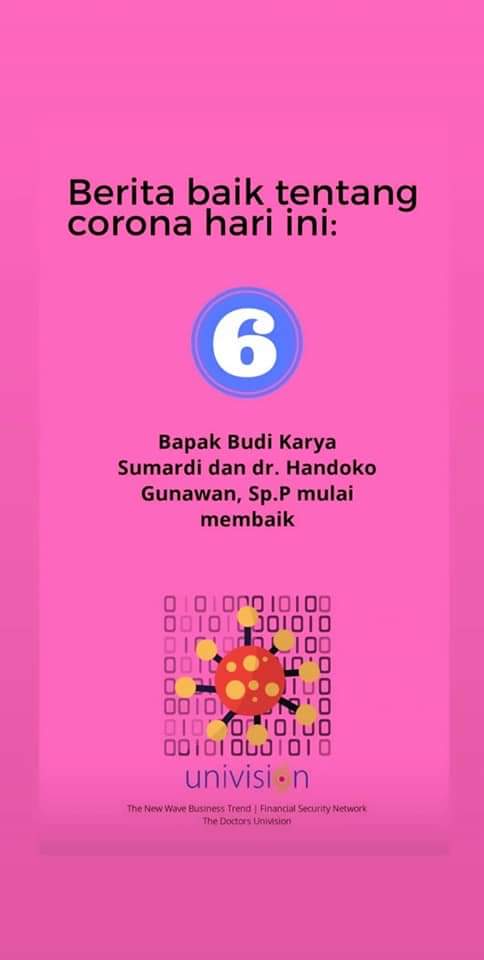 Berita baik tentang
corona hari ini:
6
Bapak Budi Karya
Sumardi dan dr. Handoko
Gunawan, Sp.P mulai
membaik
univision
The New Wave Business Trend | Financial Security Network
The Doctors Univision